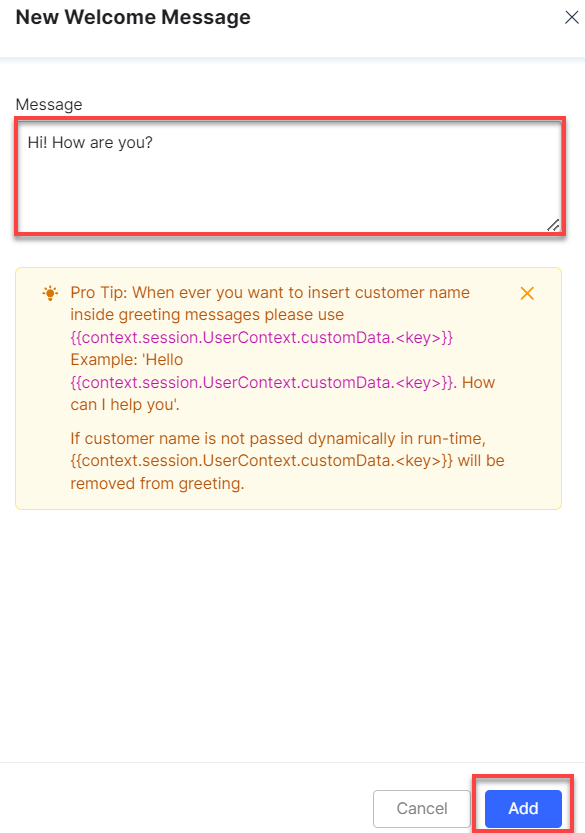 New Welcome Message
Message
Hi! How are you?
Pro Tip: When ever you want to insert customer name
inside greeting messages please use
{{context.session.UserContext.customData.<key>}}
Example: 'Hello
{{context.session.UserContext.customData.<key>}}. How
can I help you'.
If customer name is not passed dynamically in run-time,
{{context.session.UserContext.customData.<key>}} will be
removed from greeting.
Cancel
Add